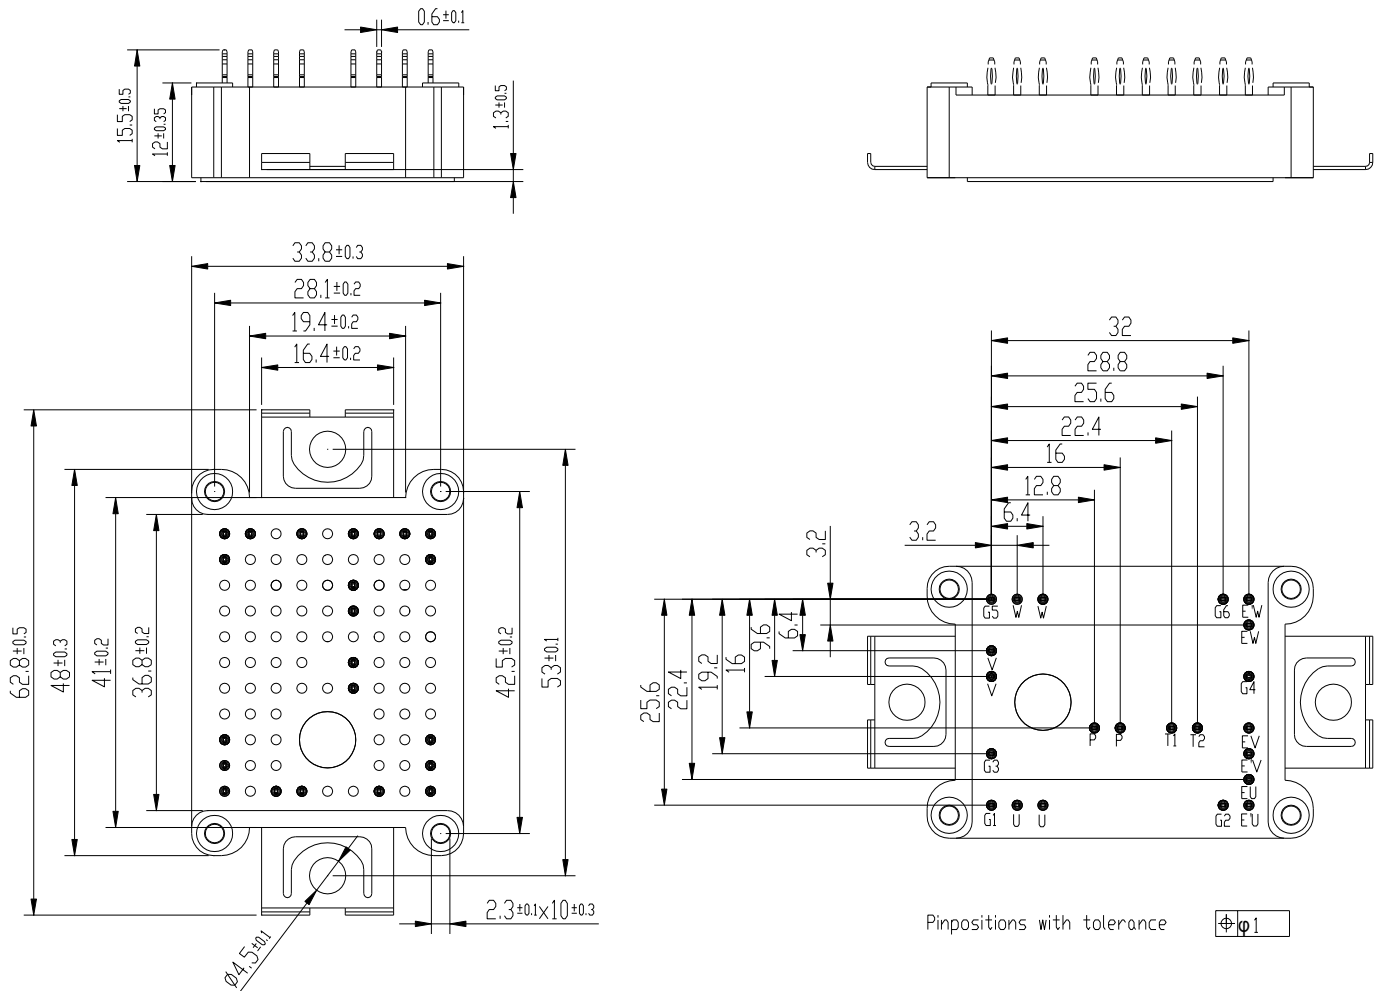 0.6±0.1
15.5±0.5
12±0.35
1.3±0.5
33.8±0.3
28.1±0.2
19.4±0.2
16.4±0.2
62.8±0.5
48±0.3
41±0.2
36.8±0.2
42.5±0.2
53±0.1
2.3±0.1x10±0.3
Ø4.5±0.1
32
28.8
25.6
22.4
16
12.8
6.4
3.2
3.2
6.4
9.6
16
19.2
22.4
25.6
G5 W W G6 E'W
EW
V
V G4
P P T1 T2 EV
G3 E'V
EU
G1 U U G2 E'U
Pinpositions with tolerance ⌖ φ1